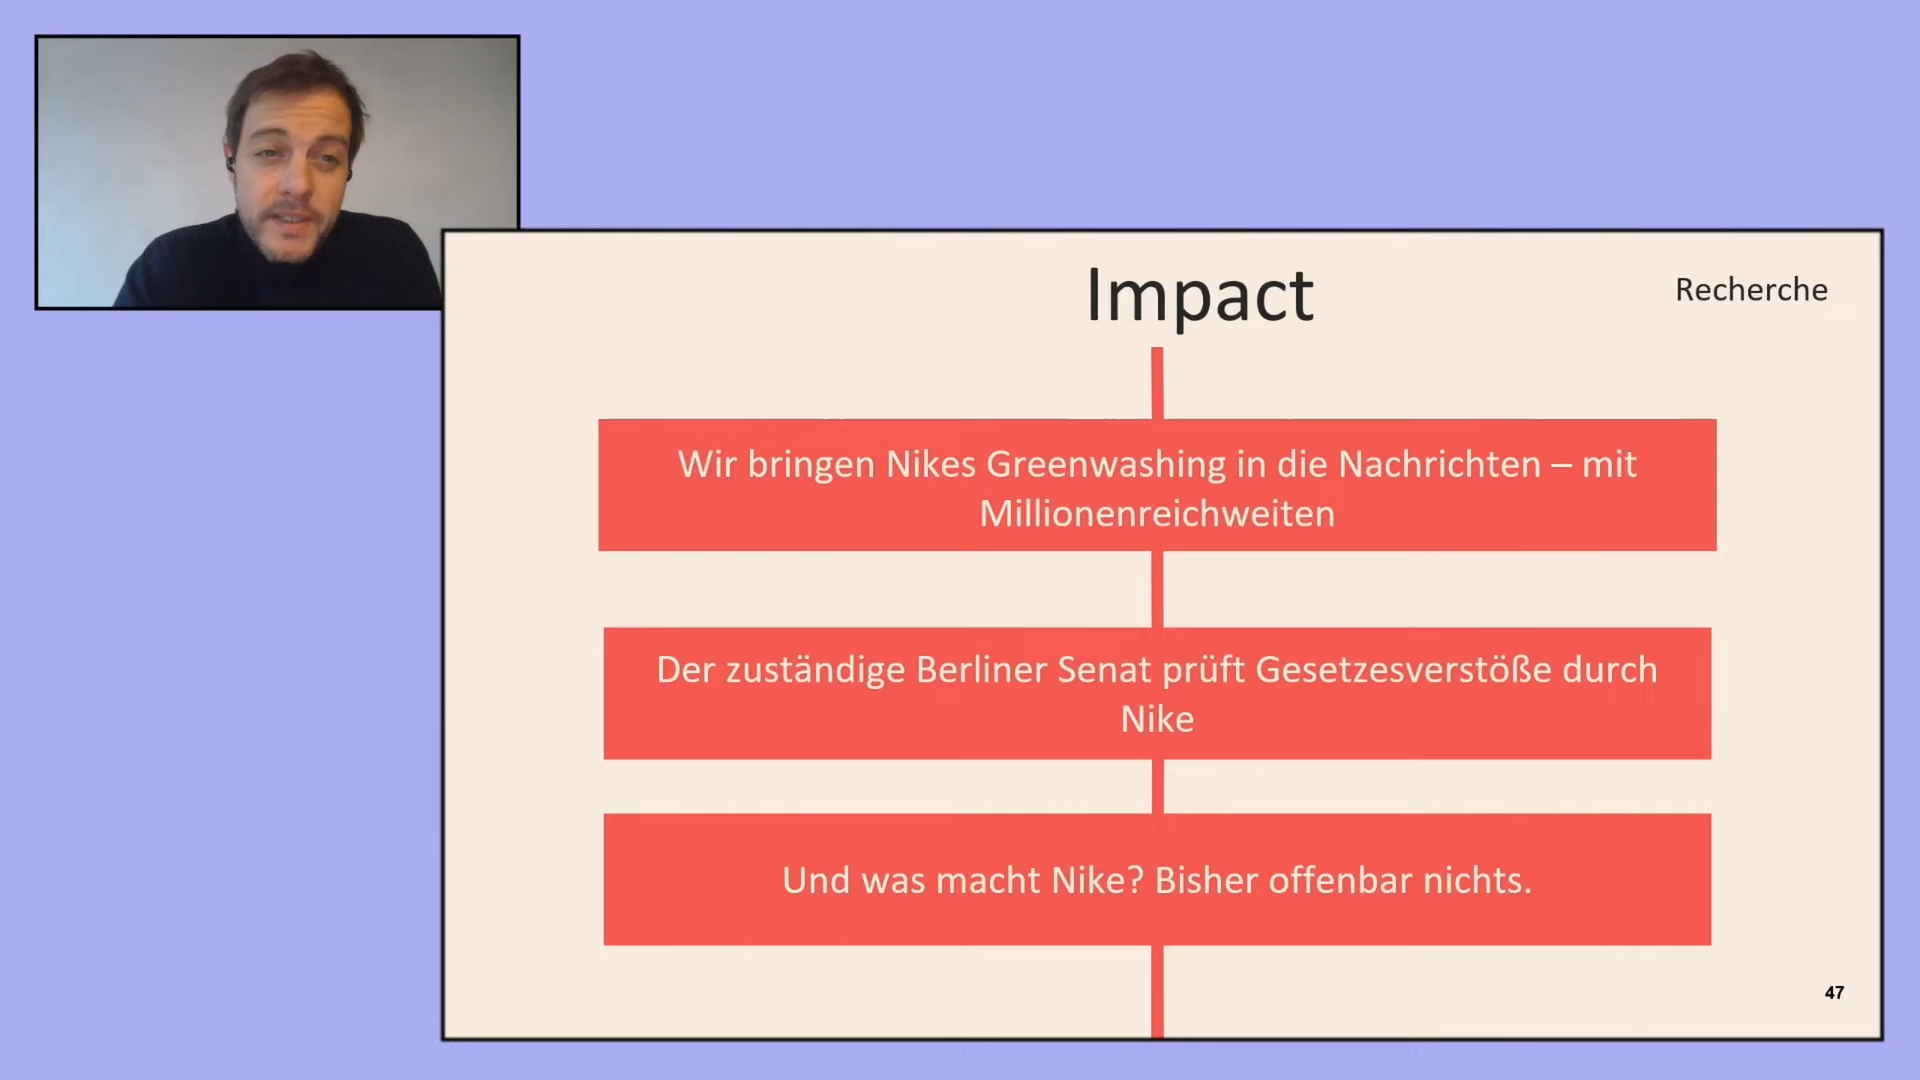 Impact
Recherche
Wir bringen Nikes Greenwashing in die Nachrichten – mit
Millionenreichweiten
Der zuständige Berliner Senat prüft Gesetzesverstöße durch
Nike
Und was macht Nike? Bisher offenbar nichts.
47